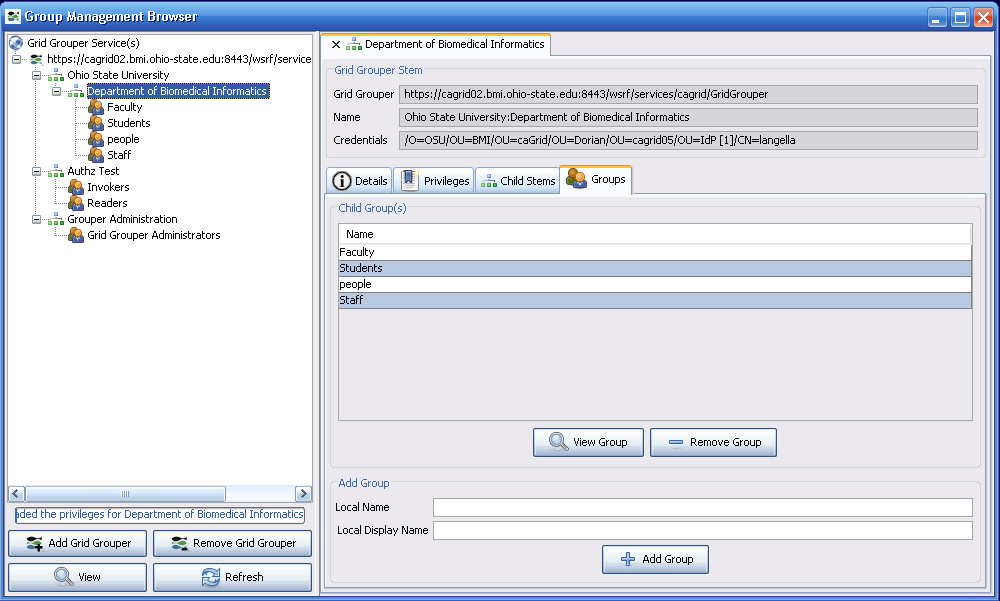 Group Management Browser
Grid Grouper Service(s)
https://cagrid02.bmi.ohio-state.edu:8443/wsrf/service
Ohio State University
Department of Biomedical Informatics
Faculty
Students
people
Staff
Authz Test
Invokers
Readers
Grouper Administration
Grid Grouper Administrators
aded the privileges for Department of Biomedical Informatics
Add Grid Grouper
Remove Grid Grouper
View
Refresh
Department of Biomedical Informatics
Grid Grouper Stem
Grid Grouper https://cagrid02.bmi.ohio-state.edu:8443/wsrf/services/cagrid/GridGrouper
Name Ohio State University:Department of Biomedical Informatics
Credentials /O=OSU/OU=BMI/OU=caGrid/OU=Dorian/OU=cagrid05/OU=IdP [1]/CN=langella
Details Privileges Child Stems Groups
Child Group(s)
Name
Faculty
Students
people
Staff
View Group Remove Group
Add Group
Local Name
Local Display Name
Add Group